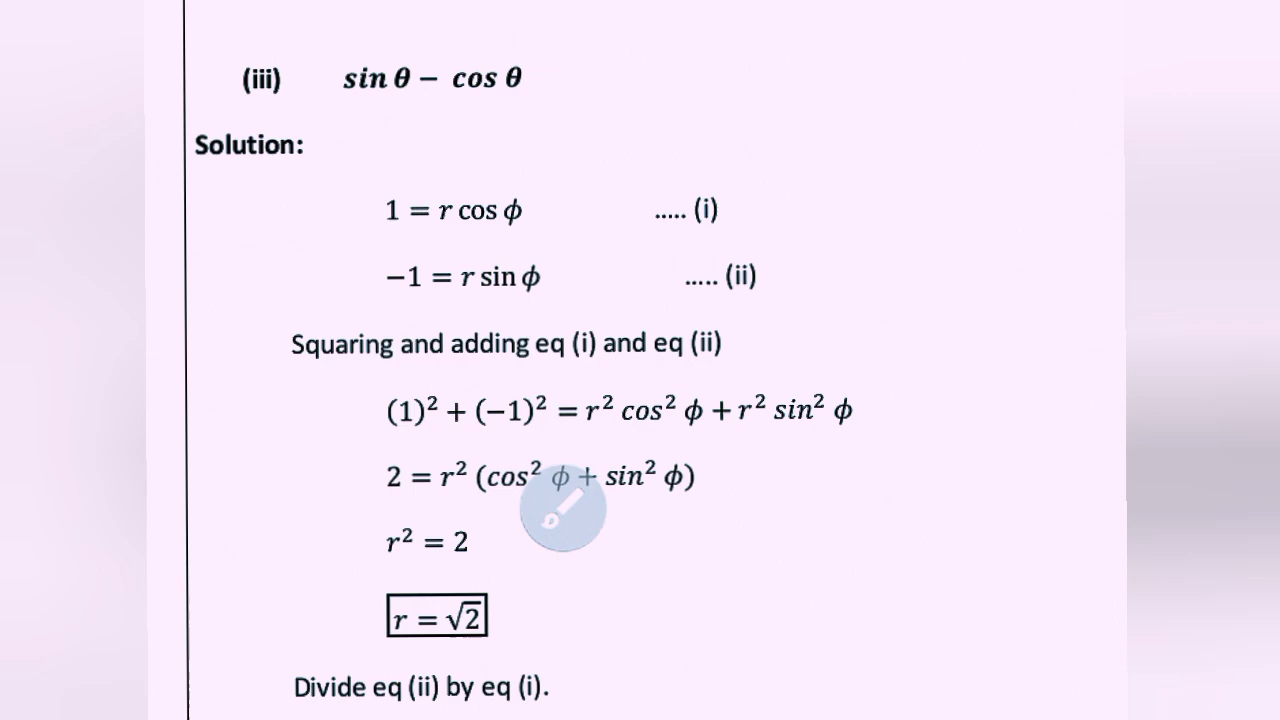 (iii) sin θ − cos θ
Solution:
1 = r cos ϕ ..... (i)
−1 = r sin ϕ ..... (ii)
Squaring and adding eq (i) and eq (ii)
(1)² + (−1)² = r² cos² ϕ + r² sin² ϕ
2 = r² (cos² ϕ + sin² ϕ)
r² = 2
r = √2
Divide eq (ii) by eq (i).